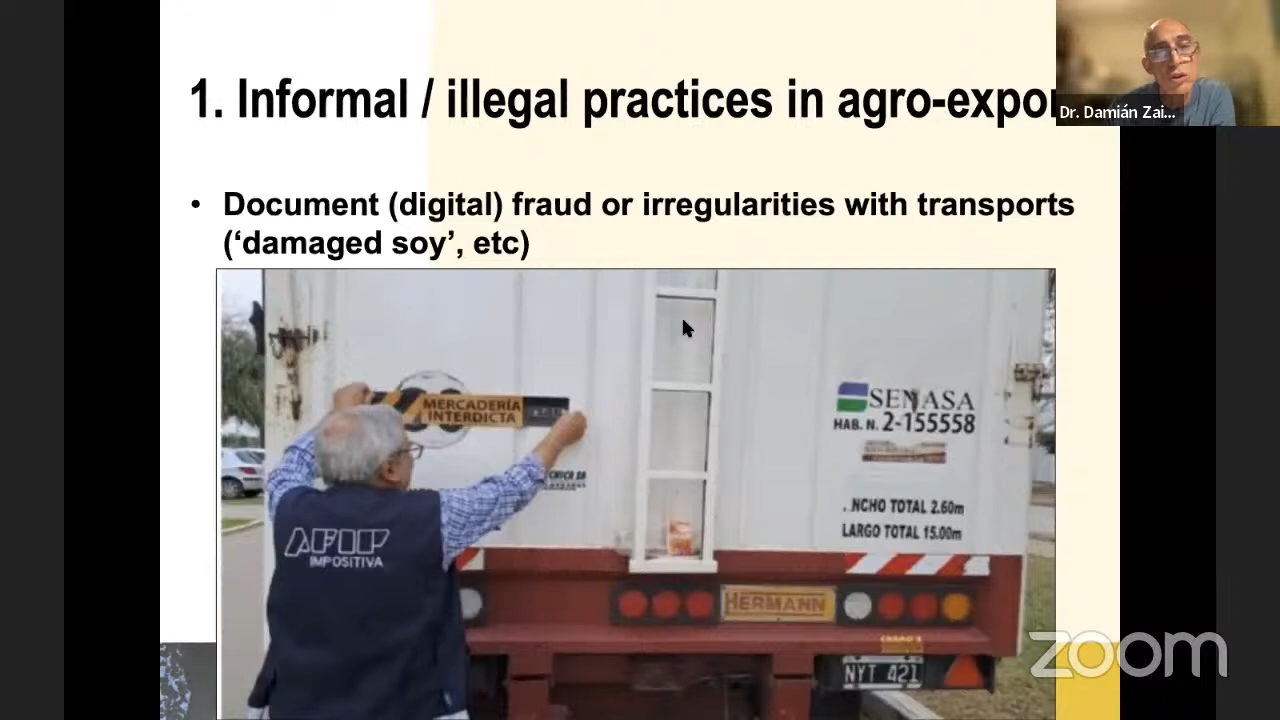 1. Informal / illegal practices in agro-expor
Dr. Damián Zai...
• Document (digital) fraud or irregularities with transports
('damaged soy', etc)
MERCADERÍA
INTERDICTA
SENASA
HAB. N. 2-155558
NCHO TOTAL 2.60m
LARGO TOTAL 15.00m
AFIP
IMPOSITIVA
HERMANN
NYT 421
zoom